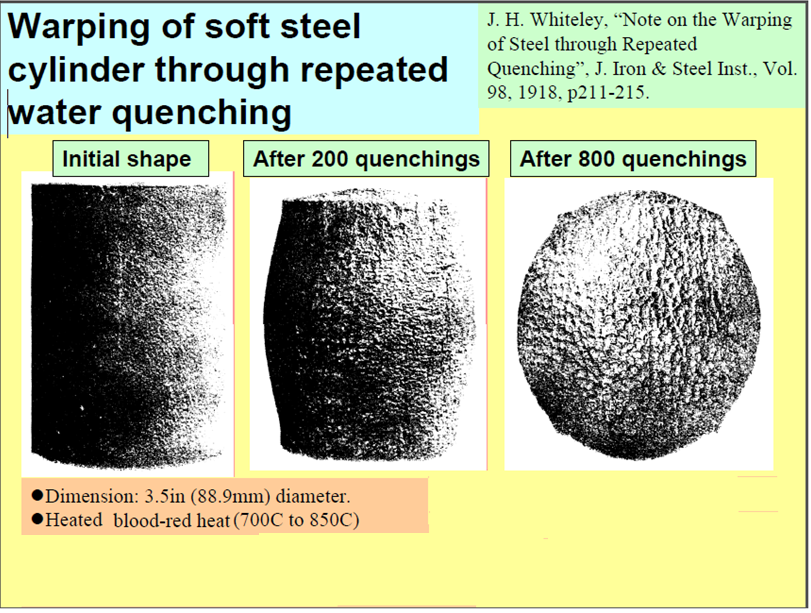 Warping of soft steel
cylinder through repeated
water quenching
J. H. Whiteley, “Note on the Warping
of Steel through Repeated
Quenching”, J. Iron & Steel Inst., Vol.
98, 1918, p211-215.
Initial shape
After 200 quenchings
After 800 quenchings
●Dimension: 3.5in (88.9mm) diameter.
●Heated blood-red heat (700C to 850C)